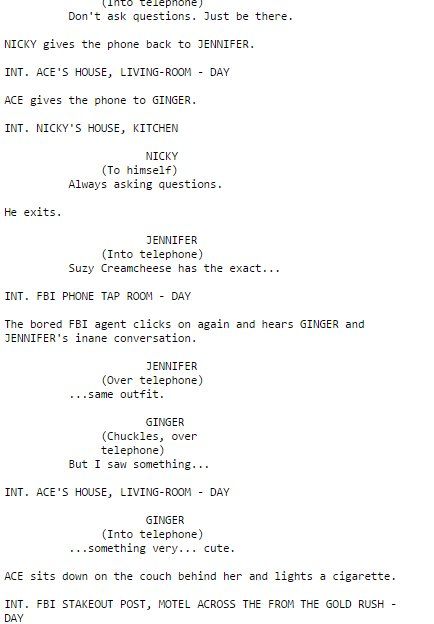 (Into telephone)
Don't ask questions. Just be there.
NICKY gives the phone back to JENNIFER.
INT. ACE'S HOUSE, LIVING-ROOM - DAY
ACE gives the phone to GINGER.
INT. NICKY'S HOUSE, KITCHEN
NICKY
(To himself)
Always asking questions.
He exits.
JENNIFER
(Into telephone)
Suzy Creamcheese has the exact...
INT. FBI PHONE TAP ROOM - DAY
The bored FBI agent clicks on again and hears GINGER and
JENNIFER's inane conversation.
JENNIFER
(Over telephone)
...same outfit.
GINGER
(Chuckles, over
telephone)
But I saw something...
INT. ACE'S HOUSE, LIVING-ROOM - DAY
GINGER
(Into telephone)
...something very... cute.
ACE sits down on the couch behind her and lights a cigarette.
INT. FBI STAKEOUT POST, MOTEL ACROSS THE FROM THE GOLD RUSH -
DAY